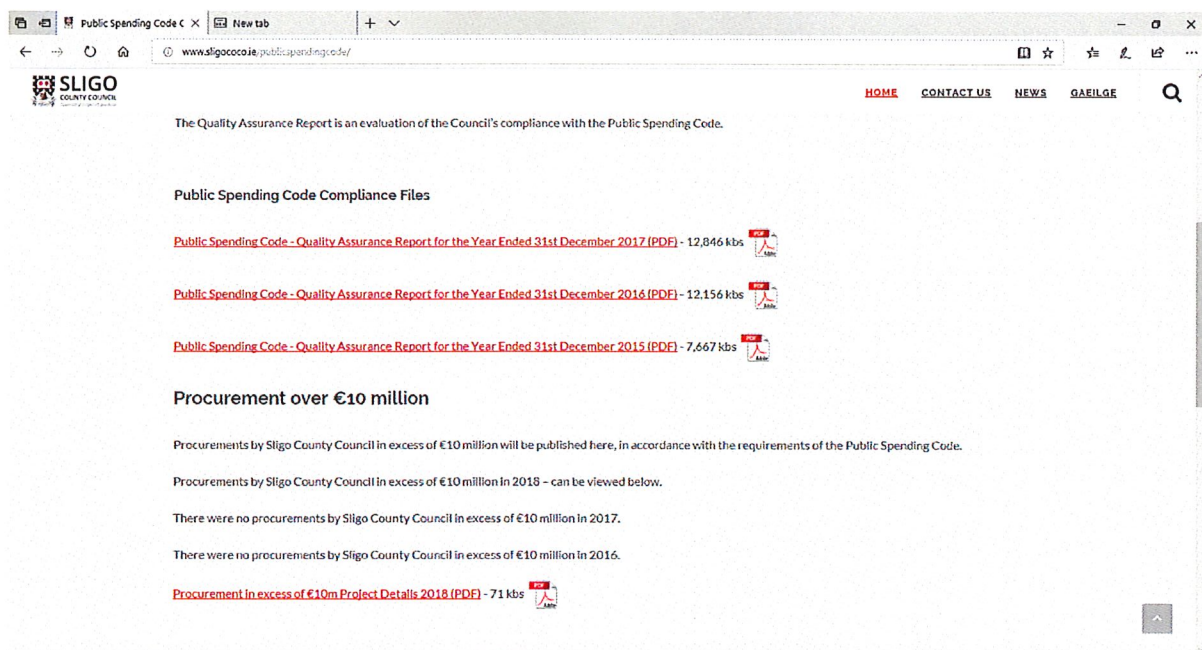 Public Spending Code C
New tab
www.sligococo.ie/publicspendingcode/
SLIGO
COUNTY COUNCIL
HOME CONTACT US NEWS GAEILGE
The Quality Assurance Report is an evaluation of the Council's compliance with the Public Spending Code.
Public Spending Code Compliance Files
Public Spending Code - Quality Assurance Report for the Year Ended 31st December 2017 (PDF) - 12,846 kbs
PDF
Adobe
Public Spending Code - Quality Assurance Report for the Year Ended 31st December 2016 (PDF) - 12,156 kbs
PDF
Adobe
Public Spending Code - Quality Assurance Report for the Year Ended 31st December 2015 (PDF) - 7,667 kbs
PDF
Adobe
Procurement over €10 million
Procurements by Sligo County Council in excess of €10 million will be published here, in accordance with the requirements of the Public Spending Code.
Procurements by Sligo County Council in excess of €10 million in 2018 – can be viewed below.
There were no procurements by Sligo County Council in excess of €10 million in 2017.
There were no procurements by Sligo County Council in excess of €10 million in 2016.
Procurement in excess of €10m Project Details 2018 (PDF) - 71 kbs
PDF
Adobe